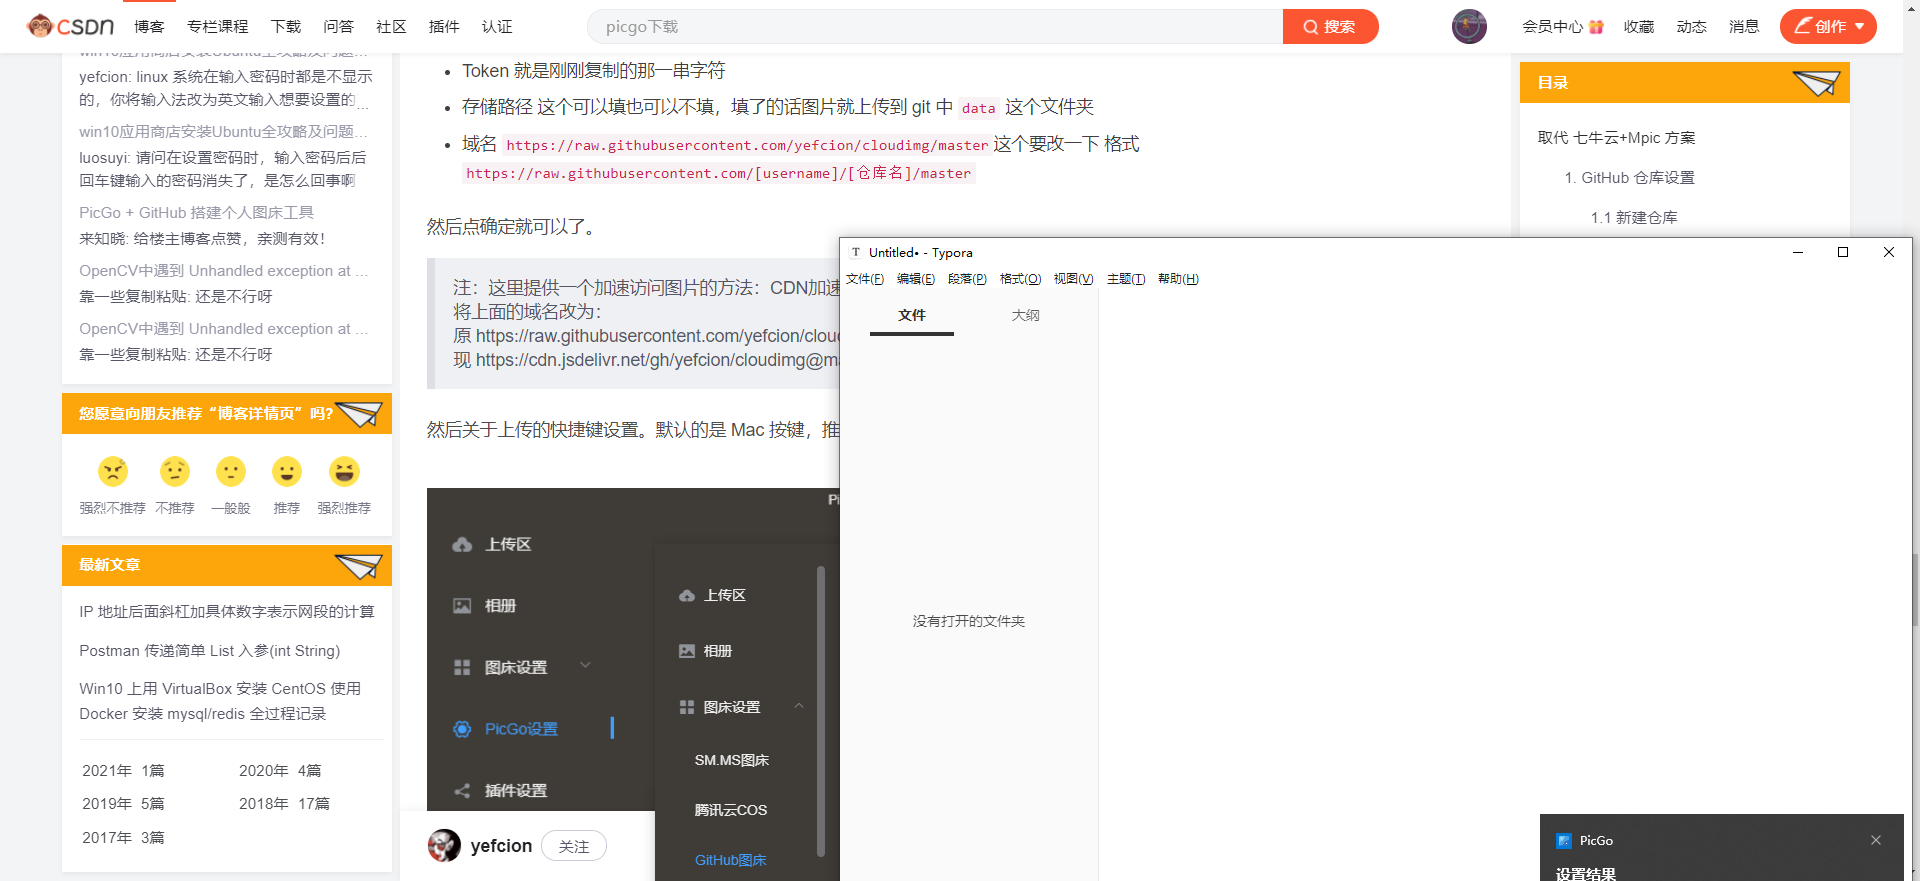 CSDN 博客 专栏课程 下载 问答 社区 插件 认证 picgo下载 搜索 会员中心 收藏 动态 消息 创作
yefcion: linux 系统在输入密码时都是不显示
的，你将输入法改为英文输入想要设置的...
win10应用商店安装Ubuntu全攻略及问题...
luosuyi: 请问在设置密码时，输入密码后后
回车键输入的密码消失了，是怎么回事啊
PicGo + GitHub 搭建个人图床工具
来知晓: 给楼主博客点赞，亲测有效！
OpenCV中遇到 Unhandled exception at ...
靠一些复制粘贴: 还是不行呀
OpenCV中遇到 Unhandled exception at ...
靠一些复制粘贴: 还是不行呀
您愿意向朋友推荐“博客详情页”吗？
强烈不推荐 不推荐 一般般 推荐 强烈推荐
最新文章
IP 地址后面斜杠加具体数字表示网段的计算
Postman 传递简单 List 入参(int String)
Win10 上用 VirtualBox 安装 CentOS 使用
Docker 安装 mysql/redis 全过程记录
2021年 1篇 2020年 4篇
2019年 5篇 2018年 17篇
2017年 3篇
Token 就是刚刚复制的那一串字符
存储路径 这个可以填也可以不填，填了的话图片就上传到 git 中 data 这个文件夹
域名 https://raw.githubusercontent.com/yefcion/cloudimg/master 这个要改一下 格式
https://raw.githubusercontent.com/[username]/[仓库名]/master
然后点确定就可以了。
注：这里提供一个加速访问图片的方法：CDN加速
将上面的域名改为：
原 https://raw.githubusercontent.com/yefcion/clou
现 https://cdn.jsdelivr.net/gh/yefcion/cloudimg@ma
然后关于上传的快捷键设置。默认的是 Mac 按键，推
上传区
相册
图床设置
PicGo设置
插件设置
上传区
相册
图床设置
SM.MS图床
腾讯云COS
GitHub图床
yefcion 关注
目录
取代 七牛云+Mpic 方案
1. GitHub 仓库设置
1.1 新建仓库
Untitled• - Typora
文件(F) 编辑(E) 段落(P) 格式(O) 视图(V) 主题(T) 帮助(H)
文件 大纲
没有打开的文件夹
PicGo
设置结果